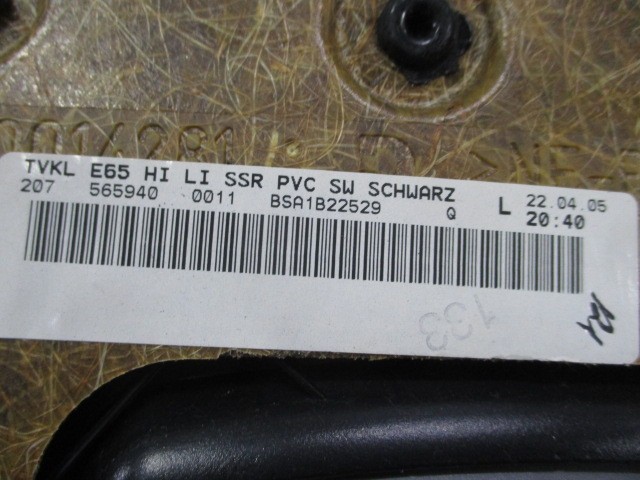 TVKL E65 HI LI SSR PVC SW SCHWARZ
207 565940 0011 BSA1B22529 Q L 22.04.05
20:40
133